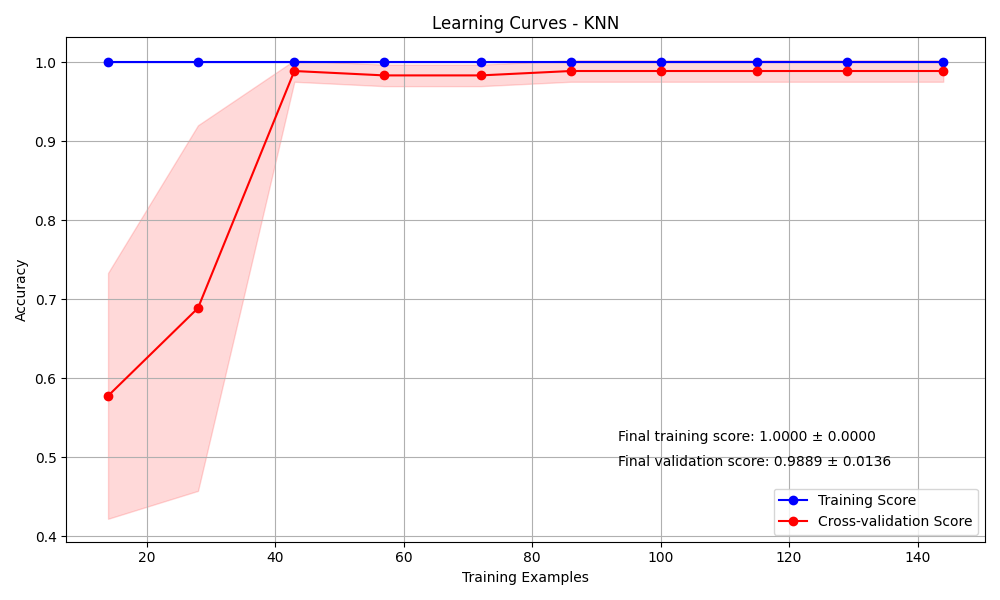 Learning Curves - KNN
Accuracy
1.0
0.9
0.8
0.7
0.6
0.5
0.4
Final training score: 1.0000 ± 0.0000
Final validation score: 0.9889 ± 0.0136
Training Score
Cross-validation Score
20 40 60 80 100 120 140
Training Examples